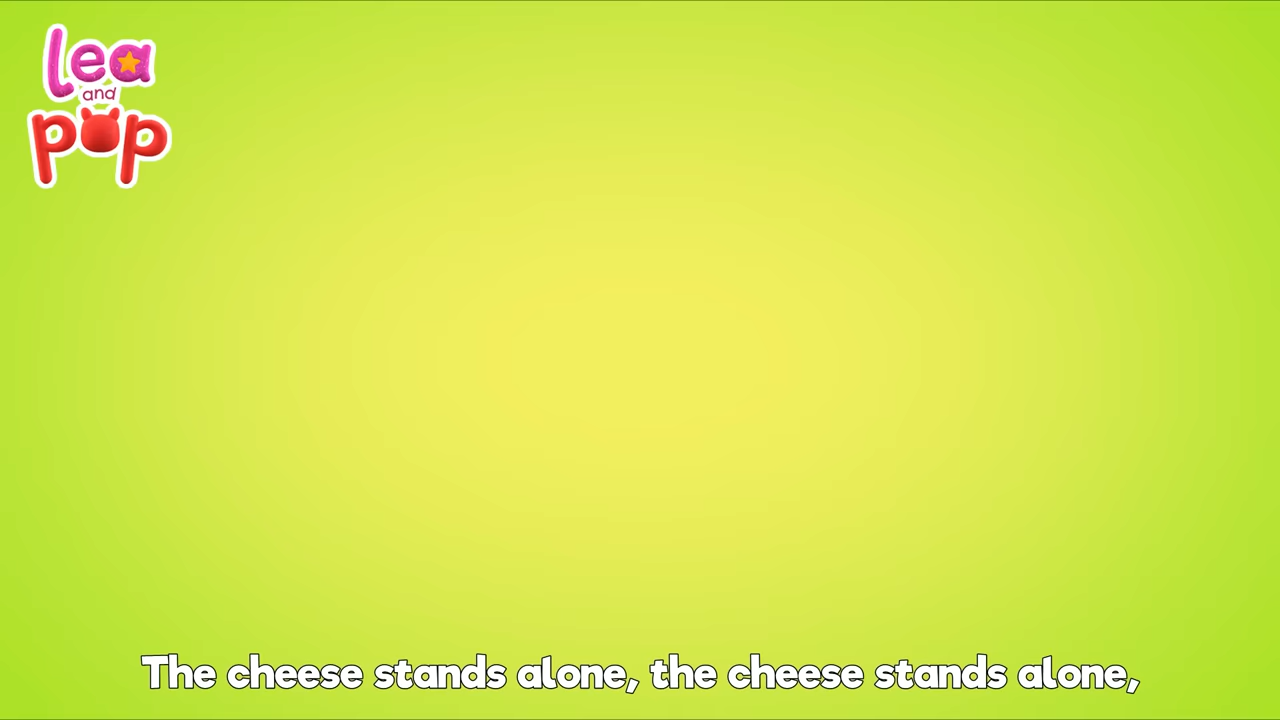 lea
and
pop
The cheese stands alone, the cheese stands alone,